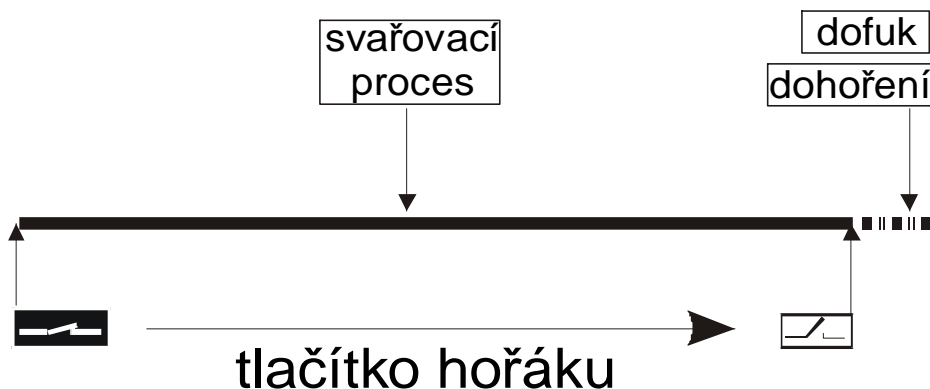 svařovací
proces
dofuk
dohoření
tlačítko hořáku